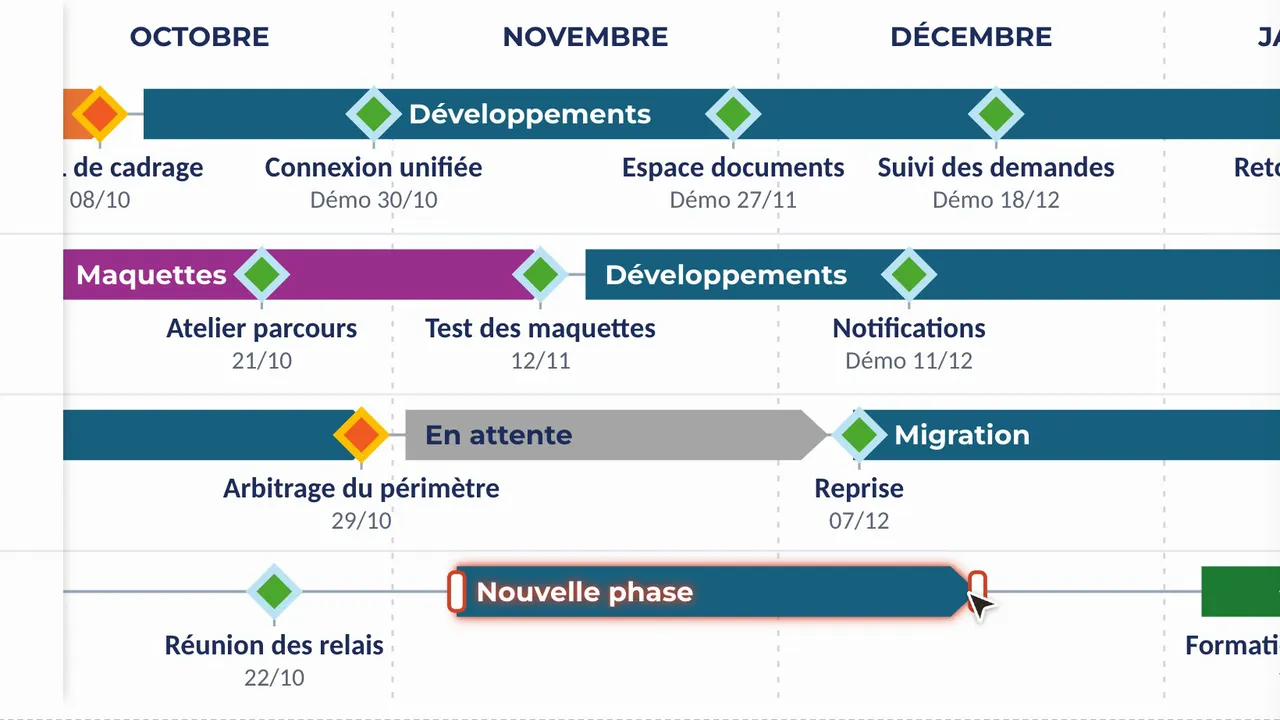 OCTOBRE
NOVEMBRE
DÉCEMBRE
Développements
de cadrage
Connexion unifiée
Espace documents
Suivi des demandes
08/10
Démo 30/10
Démo 27/11
Démo 18/12
Maquettes
Développements
Atelier parcours
Test des maquettes
Notifications
21/10
12/11
Démo 11/12
En attente
Migration
Arbitrage du périmètre
Reprise
29/10
07/12
Nouvelle phase
Réunion des relais
22/10